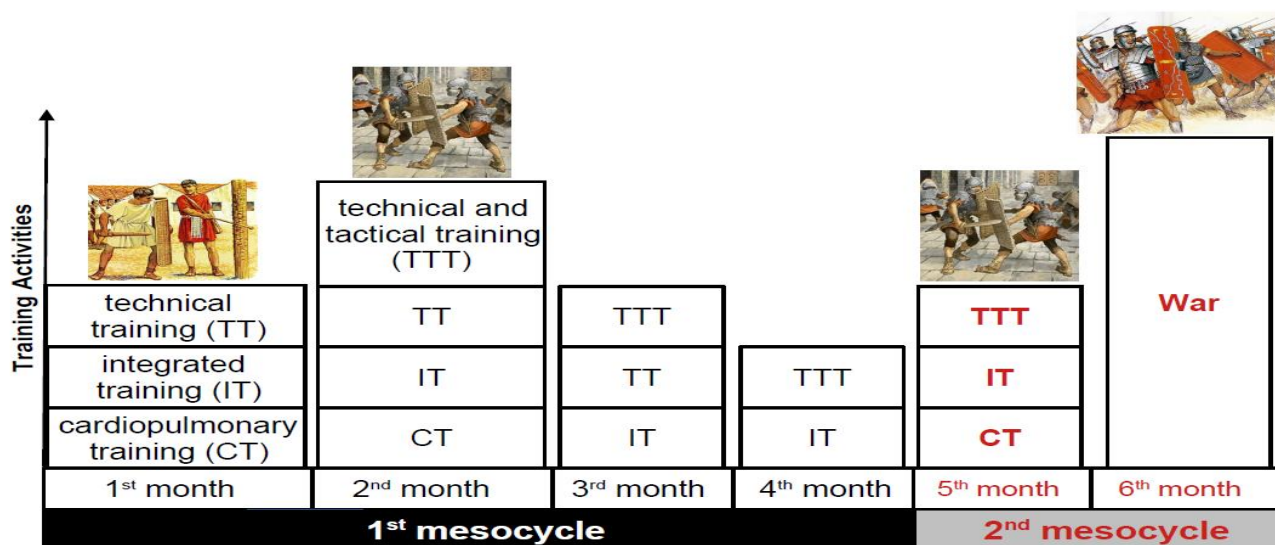 Training Activities
technical
training (TT)
integrated
training (IT)
cardiopulmonary
training (CT)
1st month
technical and
tactical training
(TTT)
TT
IT
CT
2nd month
TTT
TT
IT
3rd month
TTT
IT
4th month
TTT
IT
CT
5th month
War
6th month
1st mesocycle
2nd mesocycle